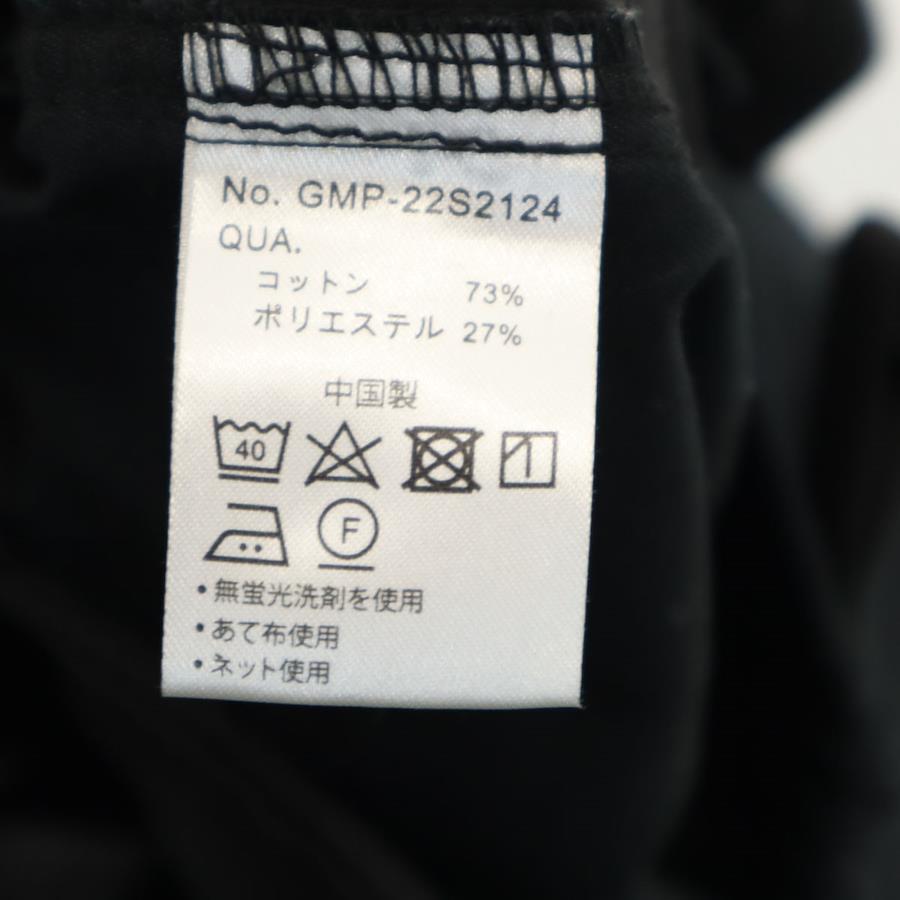 No. GMP-22S2124
QUA.
コットン 73%
ポリエステル 27%
中国製
40
F
・無蛍光洗剤を使用
・あて布使用
・ネット使用